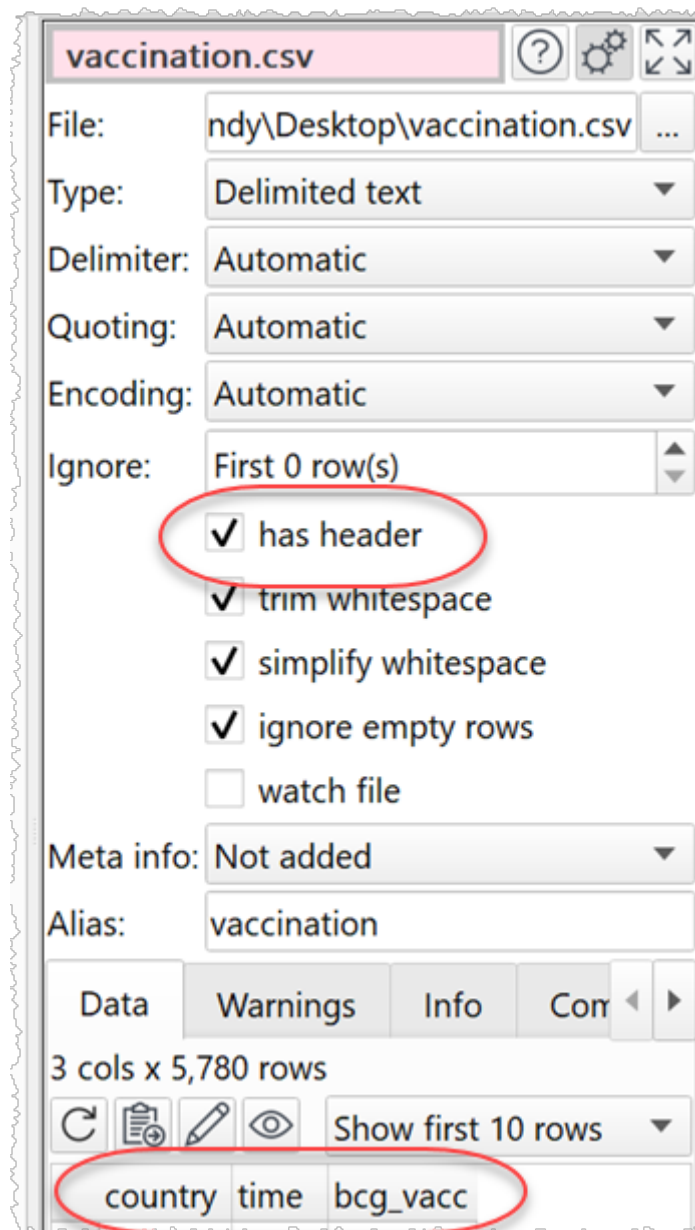 vaccination.csv
File: ndy\Desktop\vaccination.csv ...
Type: Delimited text
Delimiter: Automatic
Quoting: Automatic
Encoding: Automatic
Ignore: First 0 row(s)
has header
trim whitespace
simplify whitespace
ignore empty rows
watch file
Meta info: Not added
Alias: vaccination
Data Warnings Info Com
3 cols x 5,780 rows
Show first 10 rows
country time bcg_vacc